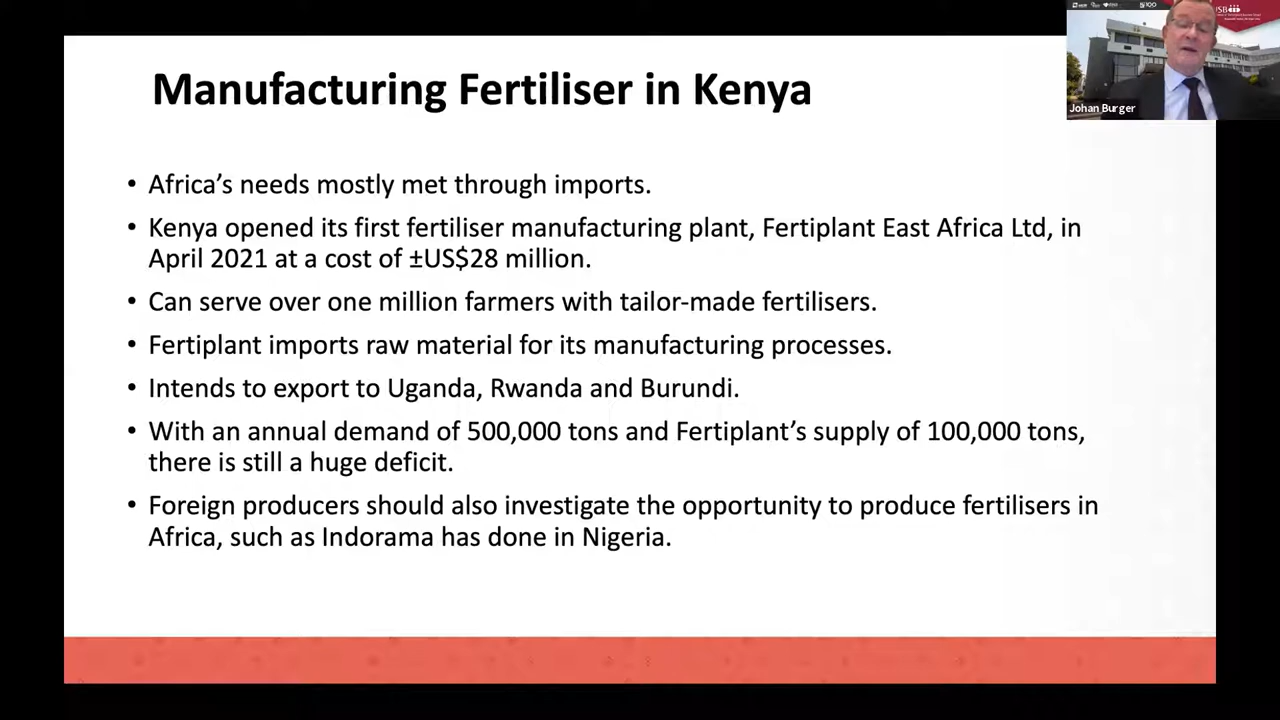 Manufacturing Fertiliser in Kenya
• Africa’s needs mostly met through imports.
• Kenya opened its first fertiliser manufacturing plant, Fertiplant East Africa Ltd, in
April 2021 at a cost of ±US$28 million.
• Can serve over one million farmers with tailor-made fertilisers.
• Fertiplant imports raw material for its manufacturing processes.
• Intends to export to Uganda, Rwanda and Burundi.
• With an annual demand of 500,000 tons and Fertiplant’s supply of 100,000 tons,
there is still a huge deficit.
• Foreign producers should also investigate the opportunity to produce fertilisers in
Africa, such as Indorama has done in Nigeria.
Johan Burger